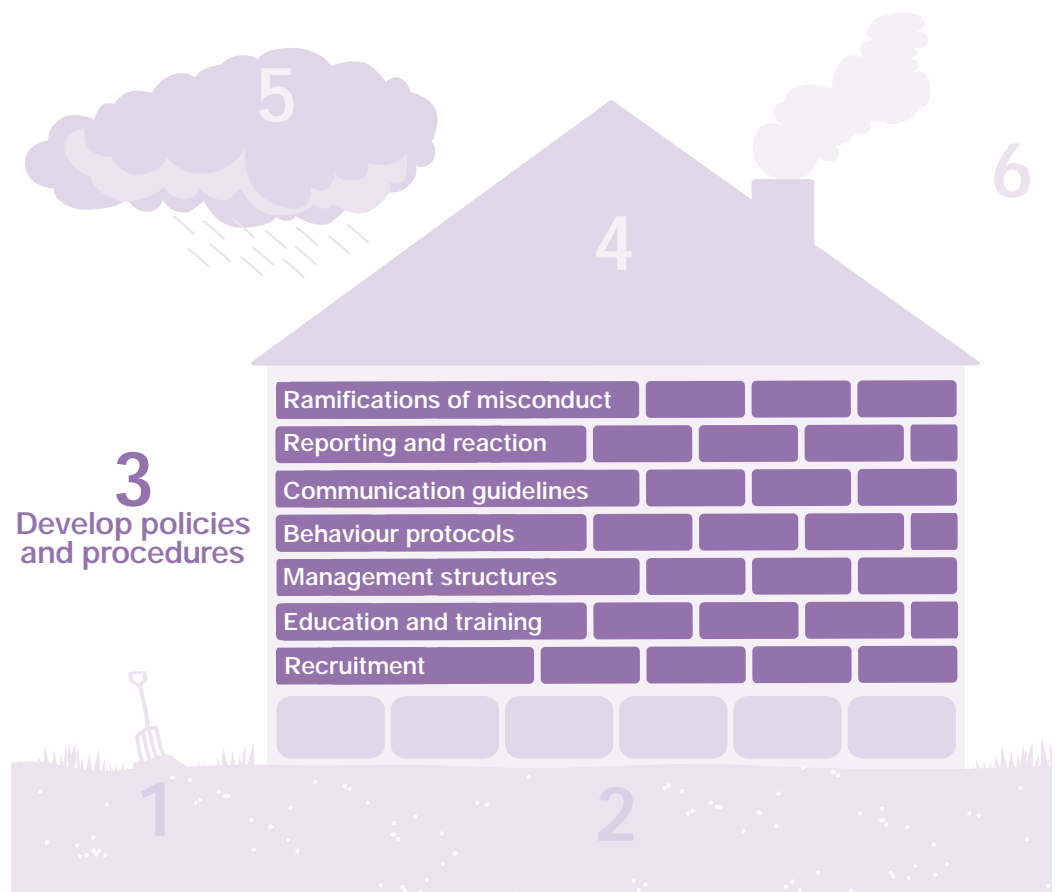 5
6
4
Ramifications of misconduct
Reporting and reaction
3
Communication guidelines
Develop policies
and procedures
Behaviour protocols
Management structures
Education and training
Recruitment
1
2